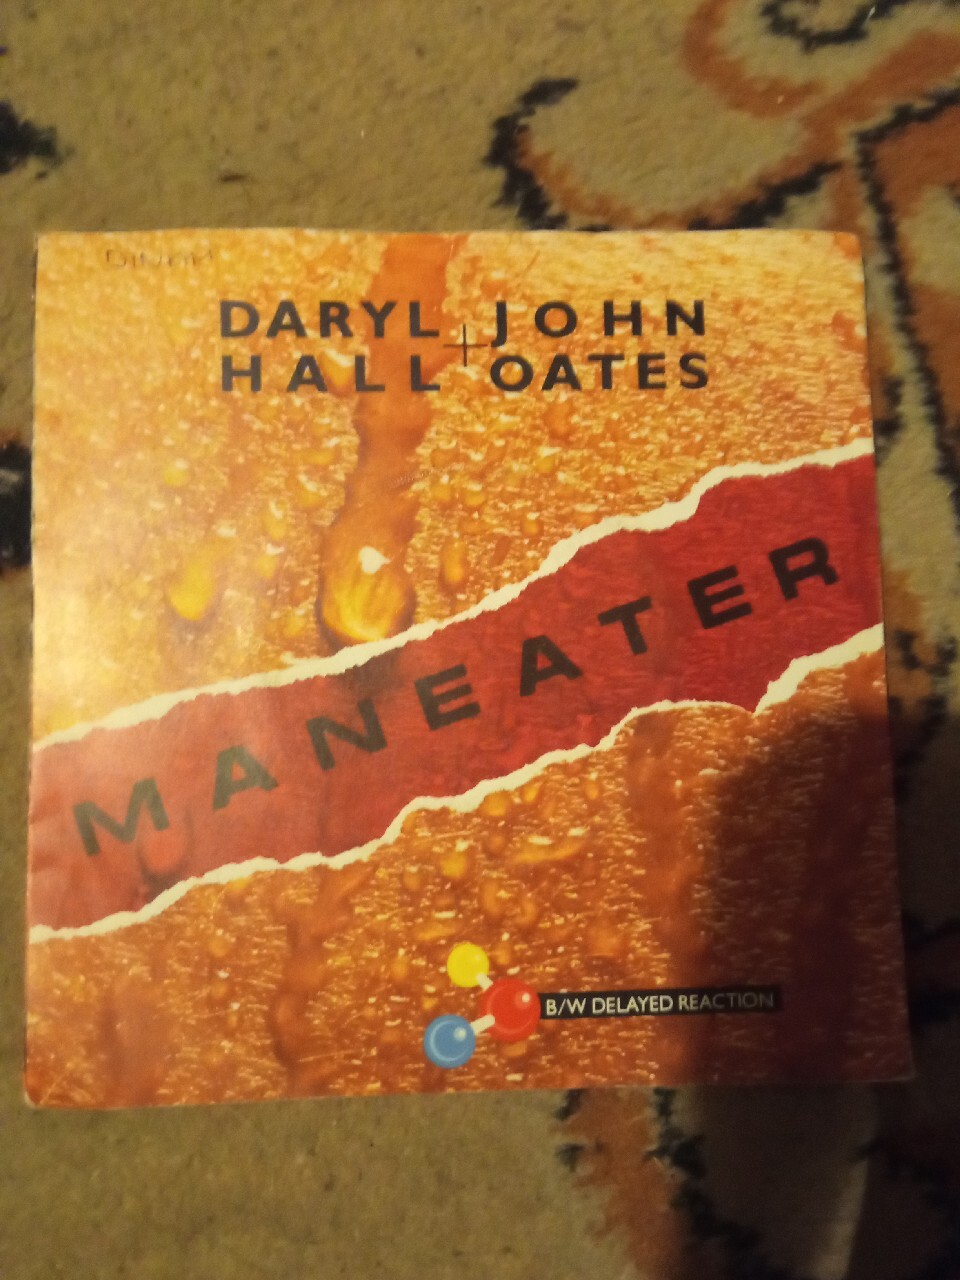 DARYL + JOHN
HALL OATES
MANEATER
B/W DELAYED REACTION